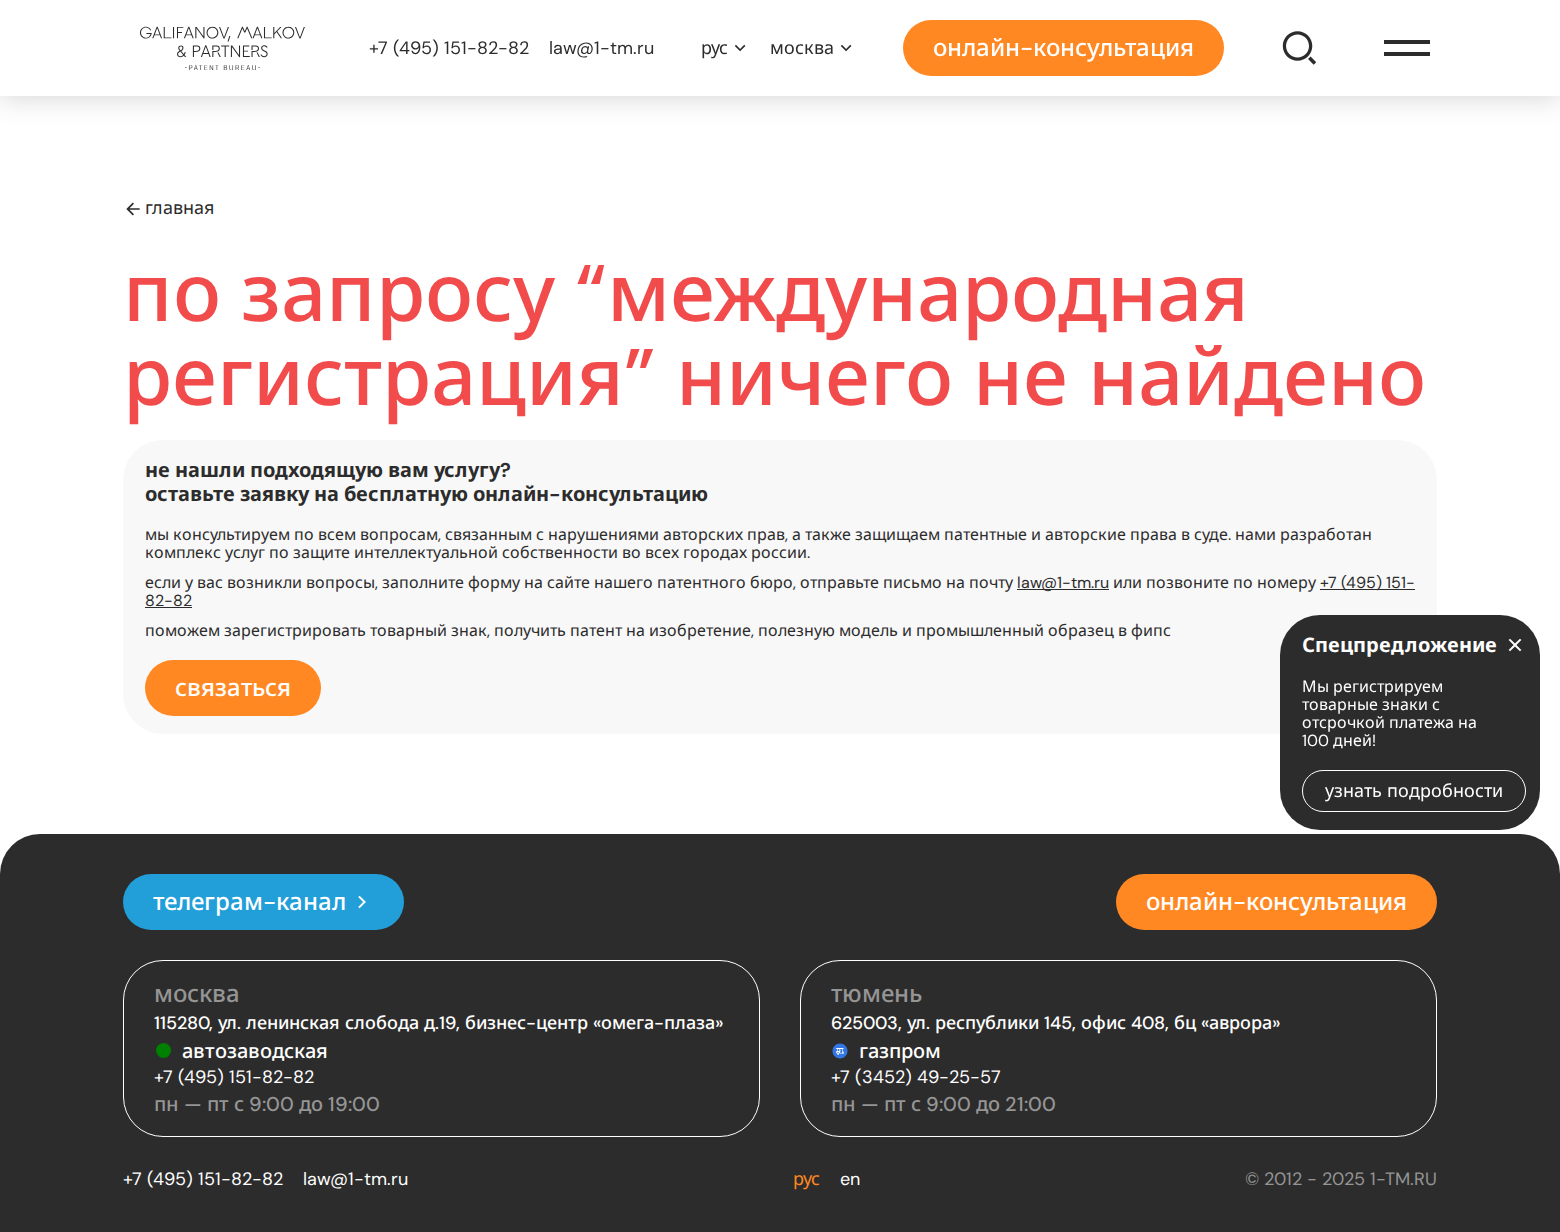 GALIFANOV, MALKOV
& PARTNERS
-PATENT BUREAU-
+7 (495) 151-82-82 law@1-tm.ru рус москва онлайн-консультация
главная
по запросу “международная
регистрация” ничего не найдено
не нашли подходящую вам услугу?
оставьте заявку на бесплатную онлайн-консультацию
мы консультируем по всем вопросам, связанным с нарушениями авторских прав, а также защищаем патентные и авторские права в суде. нами разработан
комплекс услуг по защите интеллектуальной собственности во всех городах россии.
если у вас возникли вопросы, заполните форму на сайте нашего патентного бюро, отправьте письмо на почту law@1-tm.ru или позвоните по номеру +7 (495) 151-
82-82
поможем зарегистрировать товарный знак, получить патент на изобретение, полезную модель и промышленный образец в фипс
связаться
Спецпредложение
Мы регистрируем
товарные знаки с
отсрочкой платежа на
100 дней!
узнать подробности
телеграм-канал
онлайн-консультация
москва
115280, ул. ленинская слобода д.19, бизнес-центр «омега-плаза»
автозаводская
+7 (495) 151-82-82
пн — пт с 9:00 до 19:00
тюмень
625003, ул. республики 145, офис 408, бц «аврора»
газпром
+7 (3452) 49-25-57
пн — пт с 9:00 до 21:00
+7 (495) 151-82-82 law@1-tm.ru рус en © 2012 - 2025 1-TM.RU